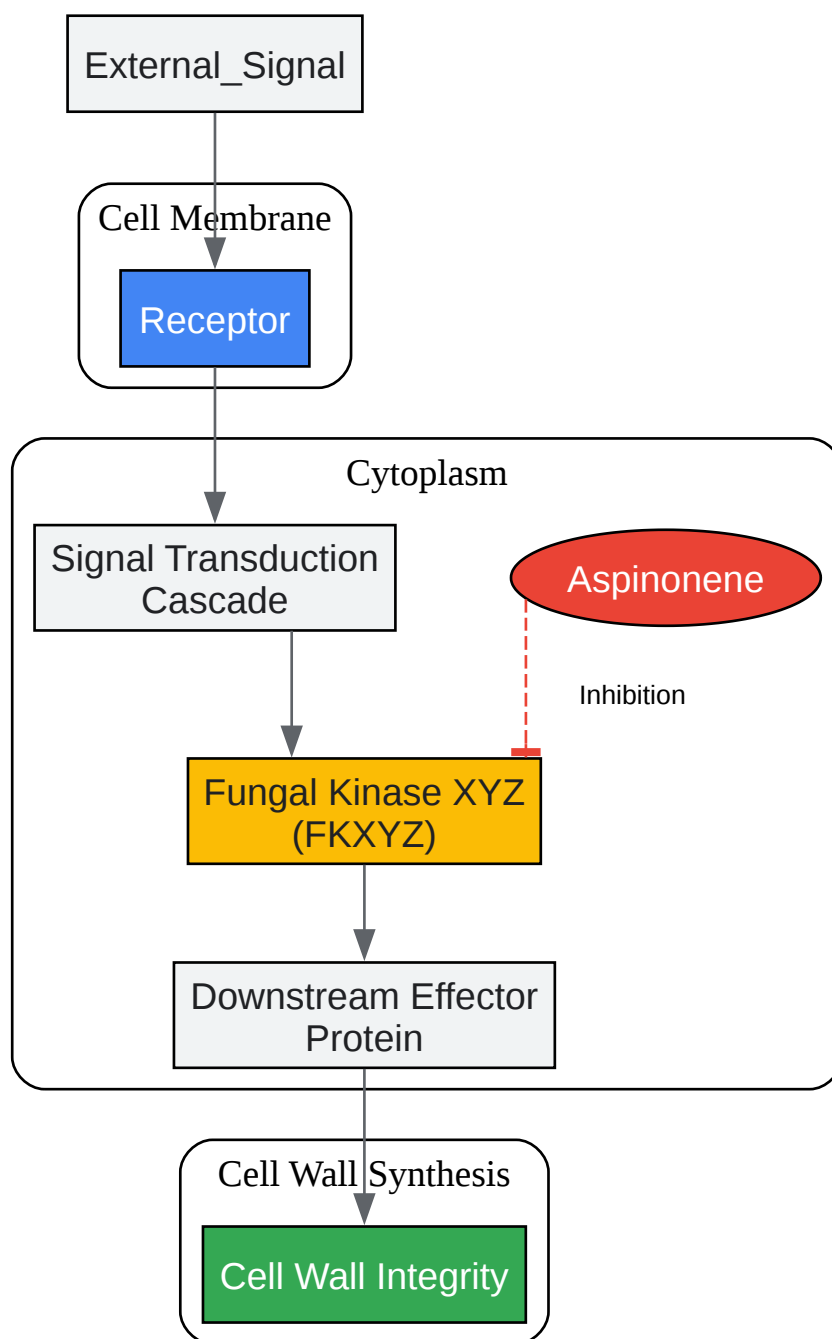 External_Signal
Cell Membrane
Receptor
Cytoplasm
Signal Transduction
Cascade
Aspinonene
Inhibition
Fungal Kinase XYZ
(FKXYZ)
Downstream Effector
Protein
Cell Wall Synthesis
Cell Wall Integrity